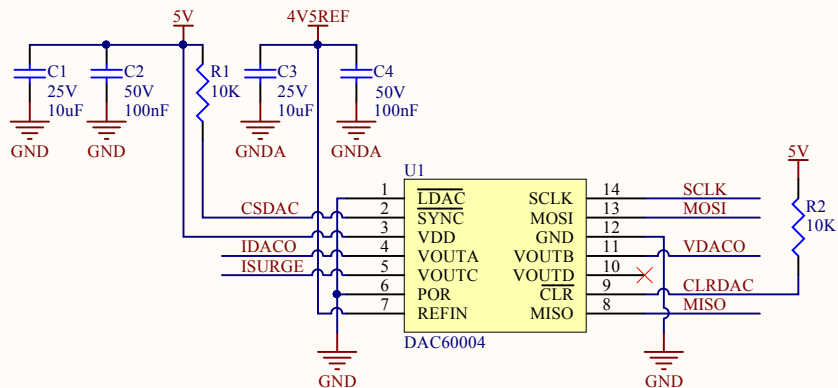 5V
4V5REF
C1
25V
10uF
C2
50V
100nF
R1
10K
C3
25V
10uF
C4
50V
100nF
GND
GND
GNDA
GNDA
U1
5V
1
LDAC
SCLK
14
SCLK
CSDAC
2
SYNC
MOSI
13
MOSI
R2
10K
3
VDD
GND
12
IDACO
4
VOUTA
VOUTB
11
VDACO
ISURGE
5
VOUTC
VOUTD
10
6
POR
CLR
9
CLRDAC
7
REFIN
MISO
8
MISO
DAC60004
GND
GND